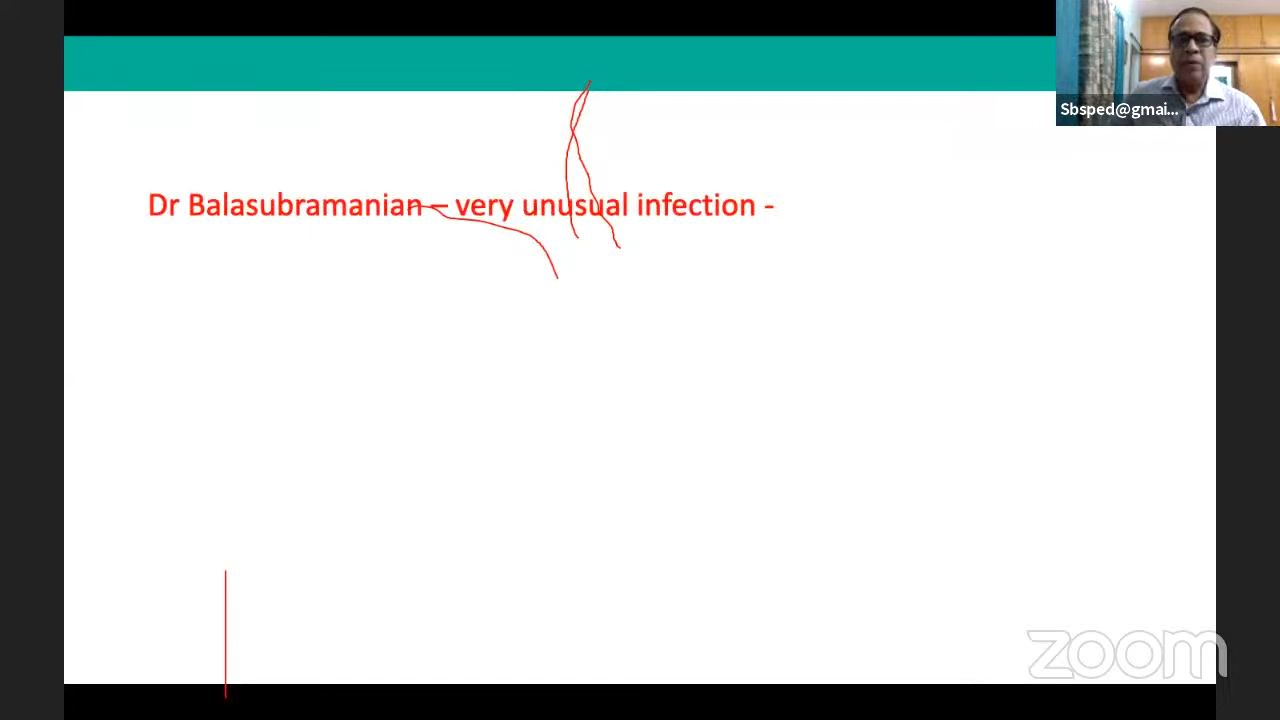 Sbsped@gmai...
Dr Balasubramanian – very unusual infection -
zoom